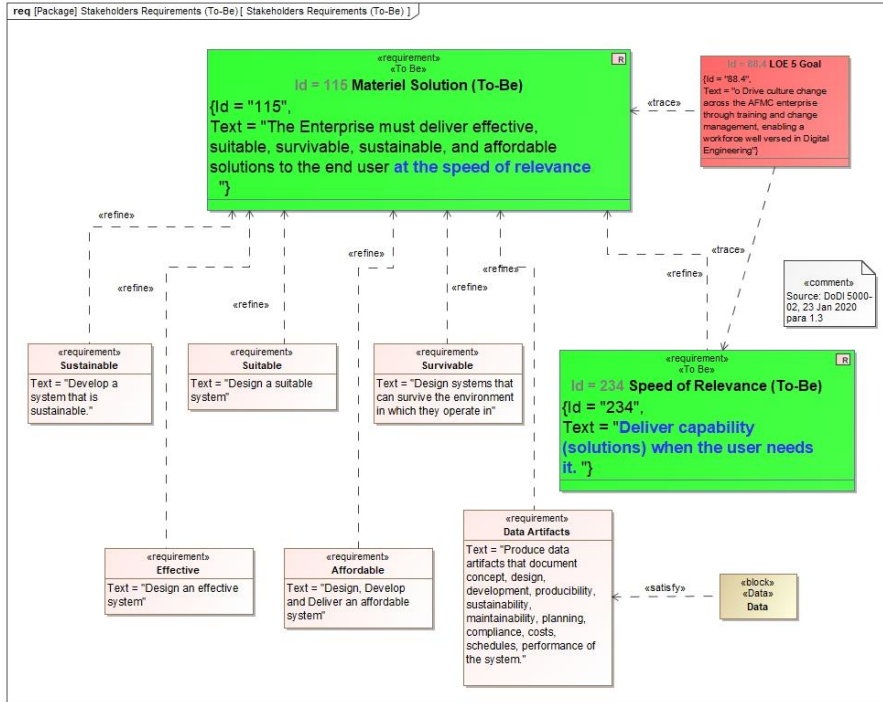 req [Package] Stakeholders Requirements (To-Be) [ Stakeholders Requirements (To-Be) ]
«requirement»
«To Be»
R
Id = 115 Materiel Solution (To-Be)
{Id = "115",
Text = "The Enterprise must deliver effective,
suitable, survivable, sustainable, and affordable
solutions to the end user at the speed of relevance
"}
Id = 88.4 LOE 5 Goal
{Id = "88.4",
Text = "o Drive culture change
across the AFMC enterprise
through training and change
management, enabling a
workforce well versed in Digital
Engineering"}
«trace»
«refine»
«refine»
«refine»
«refine»
«refine»
«refine»
«trace»
«refine»
«comment»
Source: DoDI 5000-
02, 23 Jan 2020
para 1.3
«requirement»
Sustainable
Text = "Develop a
system that is
sustainable."
«requirement»
Suitable
Text = "Design a suitable
system"
«requirement»
Survivable
Text = "Design systems that
can survive the environment
in which they operate in"
«requirement»
«To Be»
R
Id = 234 Speed of Relevance (To-Be)
{Id = "234",
Text = "Deliver capability
(solutions) when the user needs
it. "}
«requirement»
Effective
Text = "Design an effective
system"
«requirement»
Affordable
Text = "Design, Develop
and Deliver an affordable
system"
«requirement»
Data Artifacts
Text = "Produce data
artifacts that document
concept, design,
development, producibility,
sustainability,
maintainability, planning,
compliance, costs,
schedules, performance of
the system."
«satisfy»
«block»
«Data»
Data